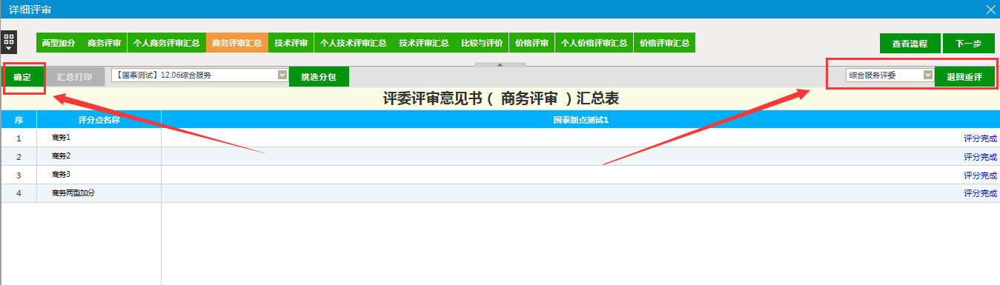 详细评审
两型加分 商务评审 个人商务评审汇总 商务评审汇总 技术评审 个人技术评审汇总 技术评审汇总 比较与评价 价格评审 个人价格评审汇总 价格评审汇总 查看流程 下一步
确定 汇总打印 【国泰测试】12.06综合服务 挑选分包 综合服务评委 退回重评
评委评审意见书（ 商务评审 ）汇总表
序 评分点名称 国泰新点测试1
1 商务1 评分完成
2 商务2 评分完成
3 商务3 评分完成
4 商务两型加分 评分完成